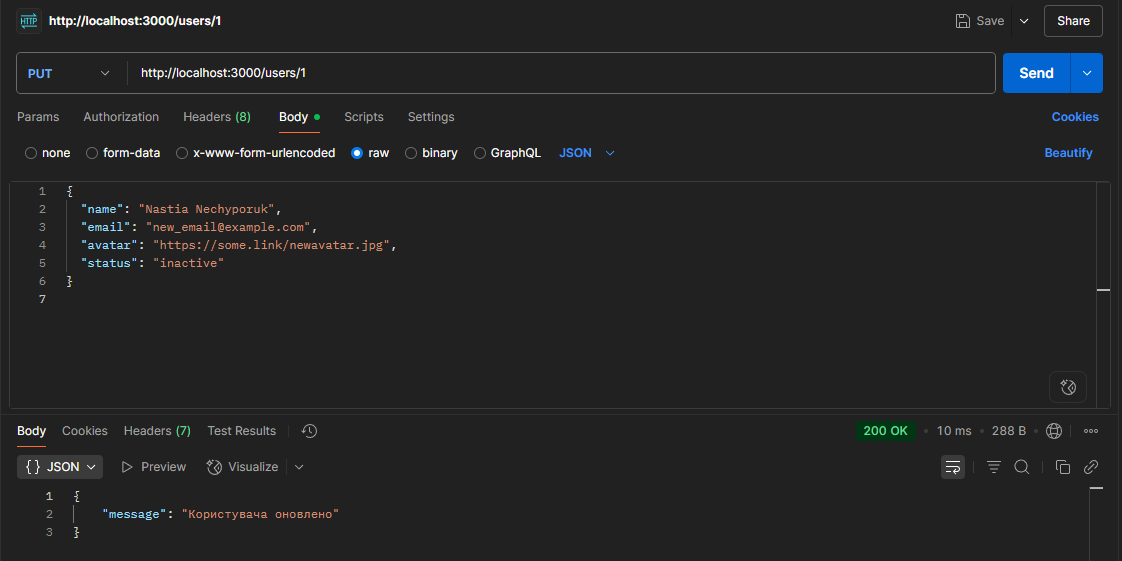 HTTP http://localhost:3000/users/1 Save Share
PUT http://localhost:3000/users/1 Send
Params Authorization Headers (8) Body Scripts Settings Cookies
none form-data x-www-form-urlencoded raw binary GraphQL JSON Beautify
1 {
2 "name": "Nastia Nechyporuk",
3 "email": "new_email@example.com",
4 "avatar": "https://some.link/newavatar.jpg",
5 "status": "inactive"
6 }
7
Body Cookies Headers (7) Test Results 200 OK 10 ms 288 B
{} JSON Preview Visualize
1 {
2 "message": "Користувача оновлено"
3 }